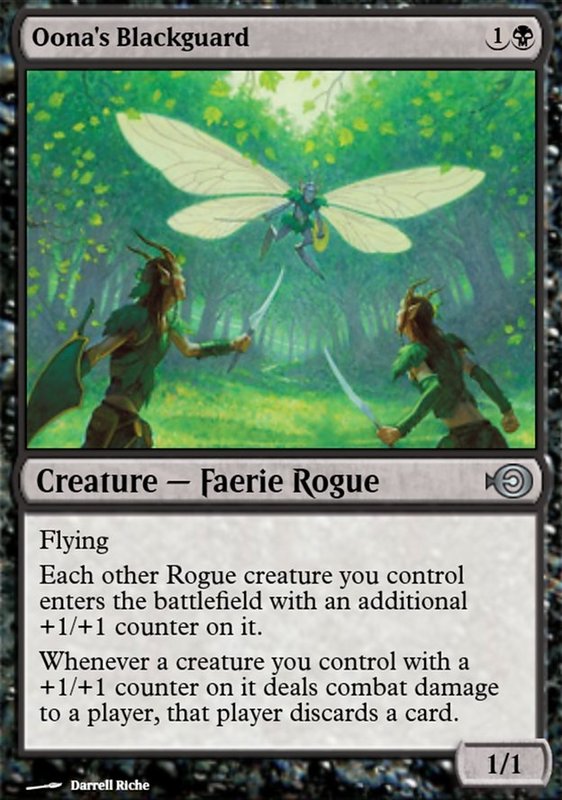 Oona's Blackguard 1
Creature — Faerie Rogue
Flying
Each other Rogue creature you control
enters the battlefield with an additional
+1/+1 counter on it.
Whenever a creature you control with a
+1/+1 counter on it deals combat damage
to a player, that player discards a card.
1/1
Darrell Riche